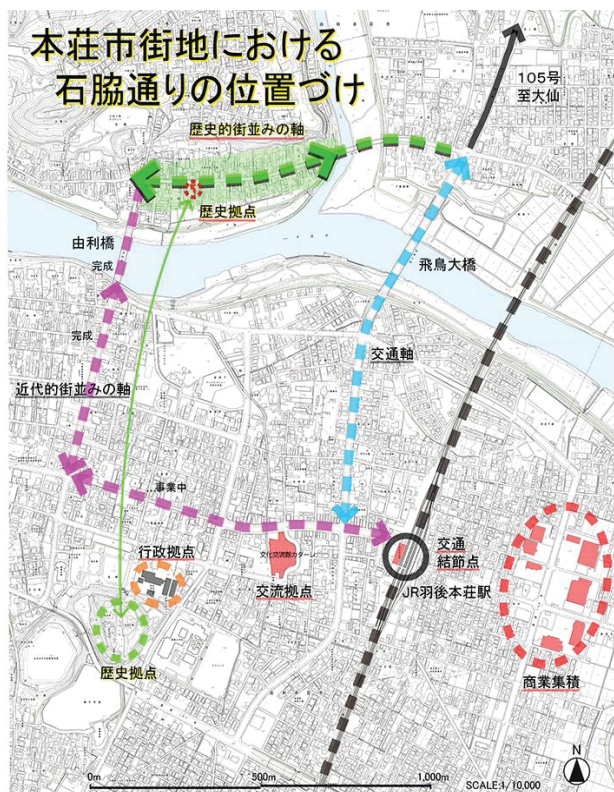 本荘市街地における
石脇通りの位置づけ
105号
至大仙
歴史的街並みの軸
歴史拠点
由利橋
完成
飛鳥大橋
完成
交通軸
近代的街並みの軸
事業中
行政拠点
文化交流館カダーレ
交流拠点
交通
結節点
JR羽後本荘駅
歴史拠点
商業集積
N
0m
500m
1,000m
SCALE:1/10,000